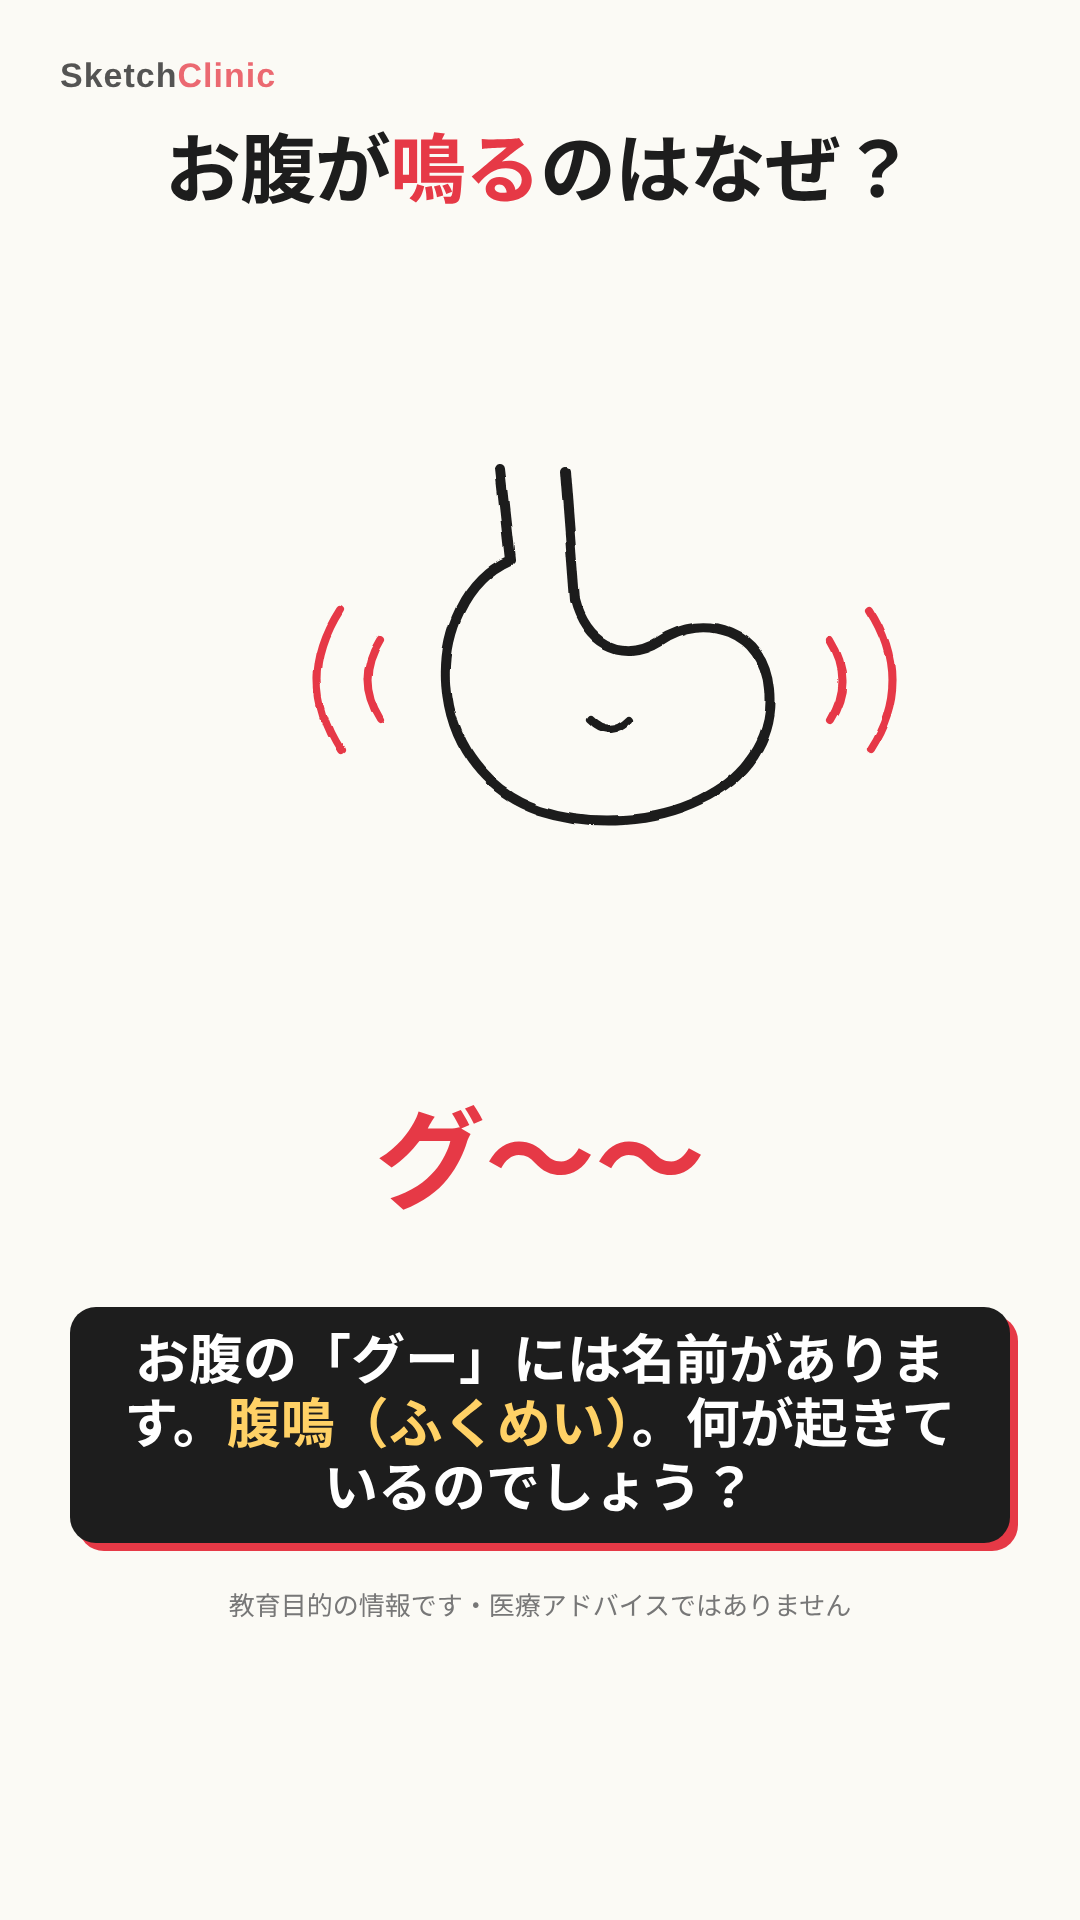 SketchClinic
お腹が鳴るのはなぜ？
グ〜〜
お腹の「グー」には名前がありま
す。腹鳴（ふくめい）。何が起きて
いるのでしょう？
教育目的の情報です・医療アドバイスではありません